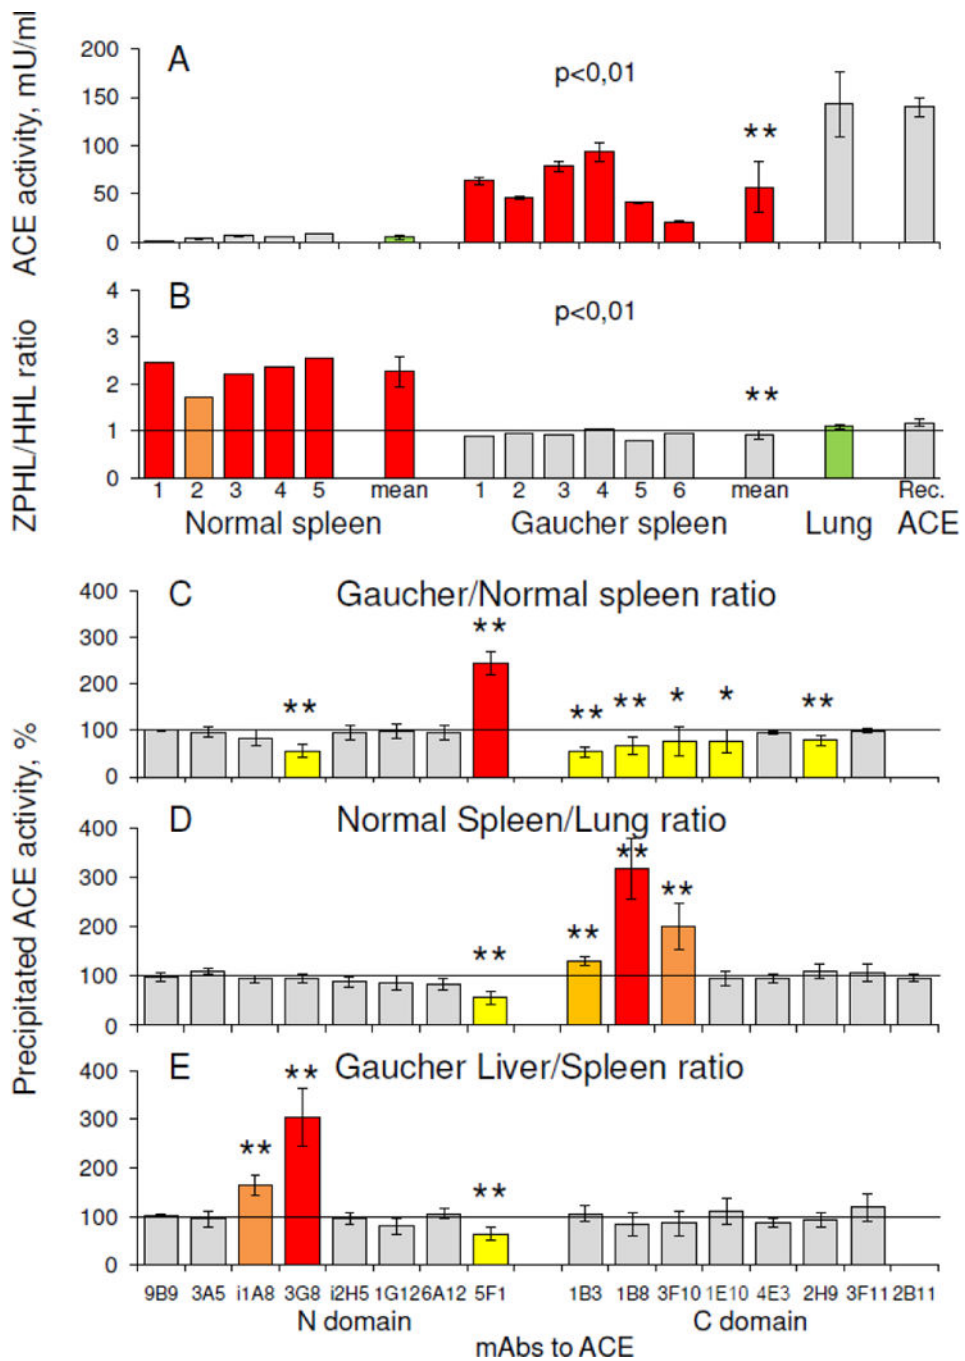 A
p<0,01
ACE activity, mU/ml
200
150
100
50
0
**
B
p<0,01
ZPHL/HHL ratio
4
3
2
1
0
**
1 2 3 4 5 mean 1 2 3 4 5 6 mean Rec.
Normal spleen Gaucher spleen Lung ACE
Precipitated ACE activity, %
C Gaucher/Normal spleen ratio
400
300
200
100
0
** ** ** ** * * **
D Normal Spleen/Lung ratio
400
300
200
100
0
** ** ** **
E Gaucher Liver/Spleen ratio
400
300
200
100
0
** ** **
9B9 3A5 i1A8 3G8 i2H5 1G12 6A12 5F1 1B3 1B8 3F10 1E10 4E3 2H9 3F11 2B11
N domain C domain
mAbs to ACE